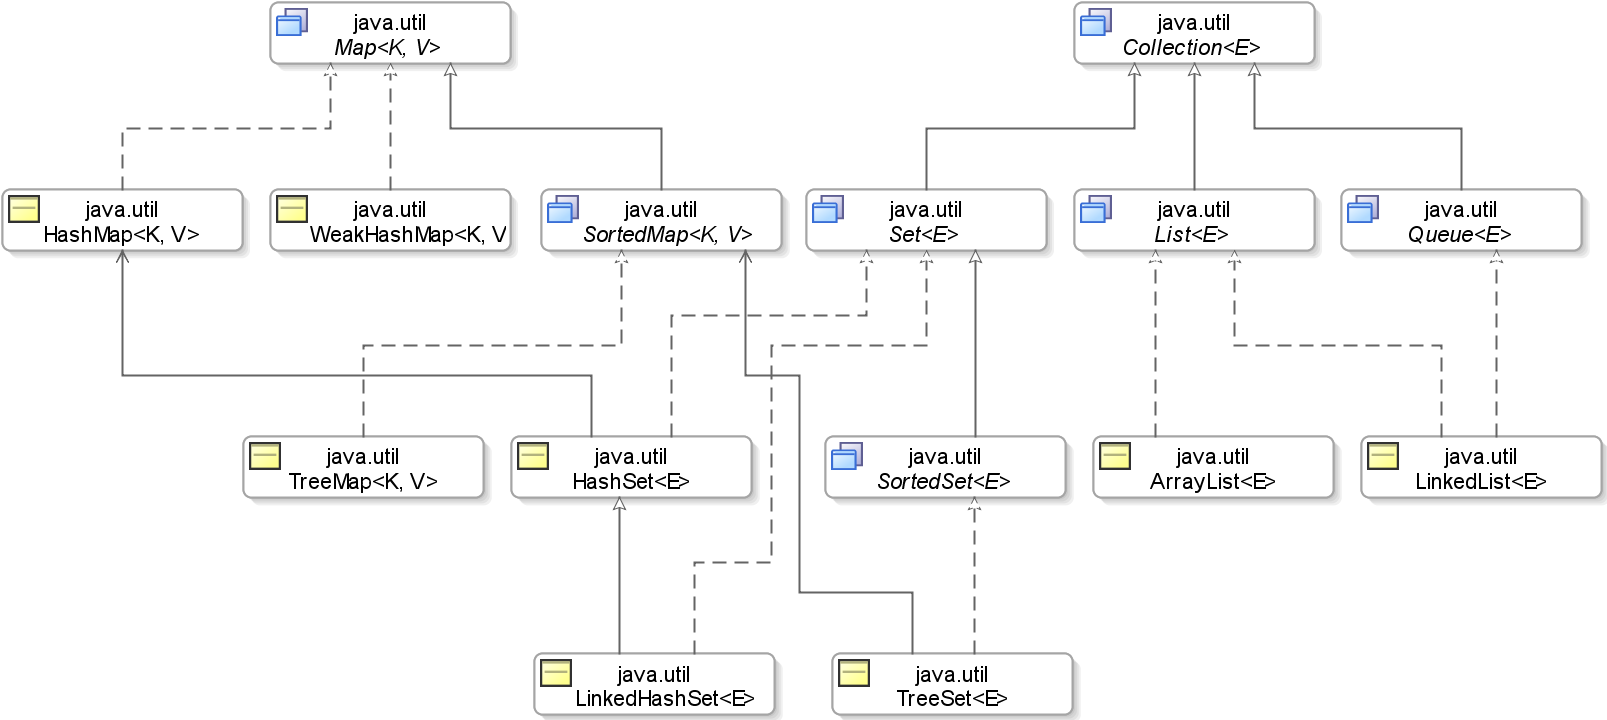 java.util
Map<K, V>
java.util
Collection<E>
java.util
HashMap<K, V>
java.util
WeakHashMap<K, V
java.util
SortedMap<K, V>
java.util
Set<E>
java.util
List<E>
java.util
Queue<E>
java.util
TreeMap<K, V>
java.util
HashSet<E>
java.util
SortedSet<E>
java.util
ArrayList<E>
java.util
LinkedList<E>
java.util
LinkedHashSet<E>
java.util
TreeSet<E>